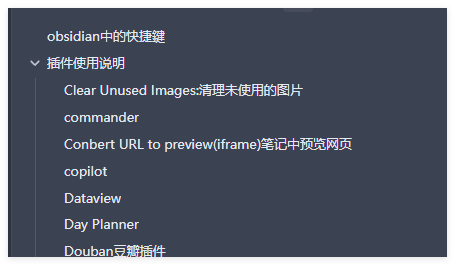 obsidian中的快捷鍵
插件使用说明
Clear Unused Images:清理未使用的图片
commander
Conbert URL to preview(iframe)笔记中预览网页
copilot
Dataview
Day Planner
Douban豆瓣插件